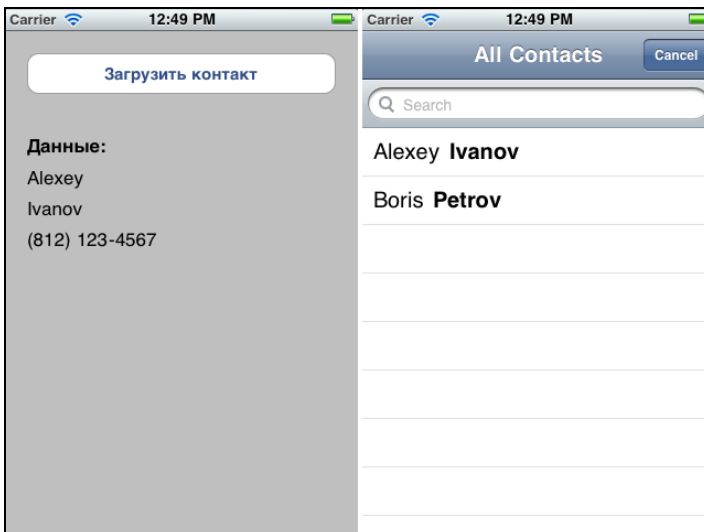 Carrier 12:49 PM
Загрузить контакт
Данные:
Alexey
Ivanov
(812) 123-4567
Carrier 12:49 PM
All Contacts Cancel
Search
Alexey Ivanov
Boris Petrov